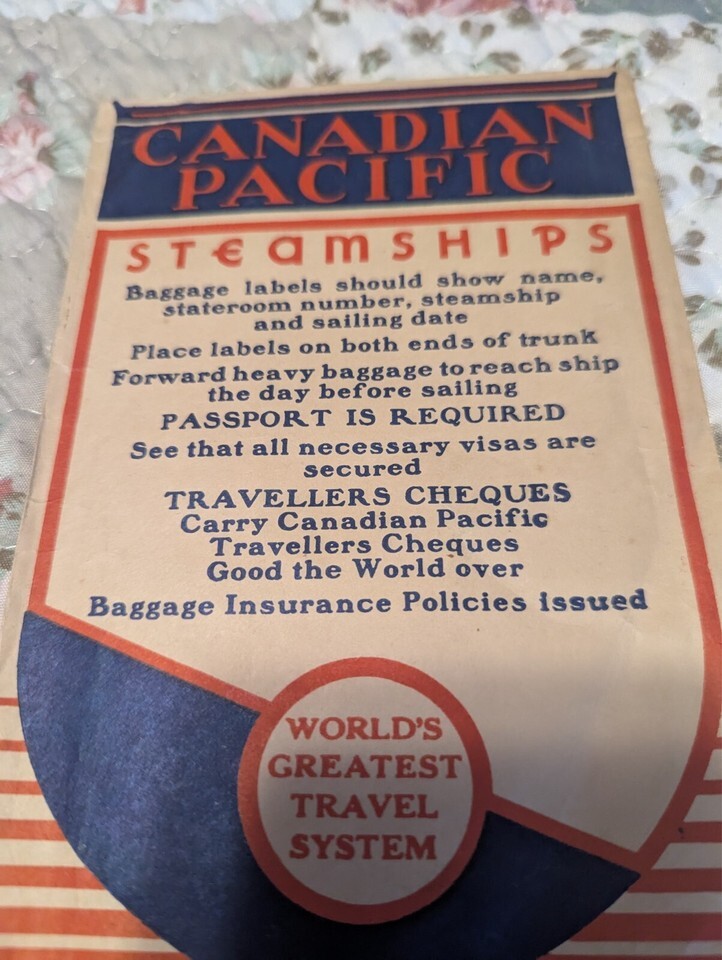 CANADIAN
PACIFIC
STEAMSHIPS
Baggage labels should show name,
stateroom number, steamship
and sailing date
Place labels on both ends of trunk
Forward heavy baggage to reach ship
the day before sailing
PASSPORT IS REQUIRED
See that all necessary visas are
secured
TRAVELLERS CHEQUES
Carry Canadian Pacific
Travellers Cheques
Good the World over
Baggage Insurance Policies issued
WORLD'S
GREATEST
TRAVEL
SYSTEM